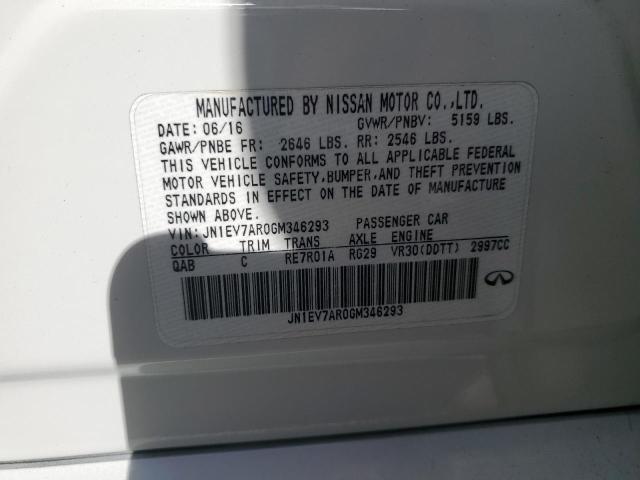 MANUFACTURED BY NISSAN MOTOR CO.,LTD.
DATE: 06/16 GVWR/PNBV: 5159 LBS.
GAWR/PNBE FR: 2646 LBS. RR: 2546 LBS.
THIS VEHICLE CONFORMS TO ALL APPLICABLE FEDERAL
MOTOR VEHICLE SAFETY,BUMPER,AND THEFT PREVENTION
STANDARDS IN EFFECT ON THE DATE OF MANUFACTURE
SHOWN ABOVE.
VIN: JN1EV7AR0GM346293 PASSENGER CAR
COLOR TRIM TRANS AXLE ENGINE
QAB C RE7R01A RG29 VR30(DDTT) 2997CC
JN1EV7AR0GM346293